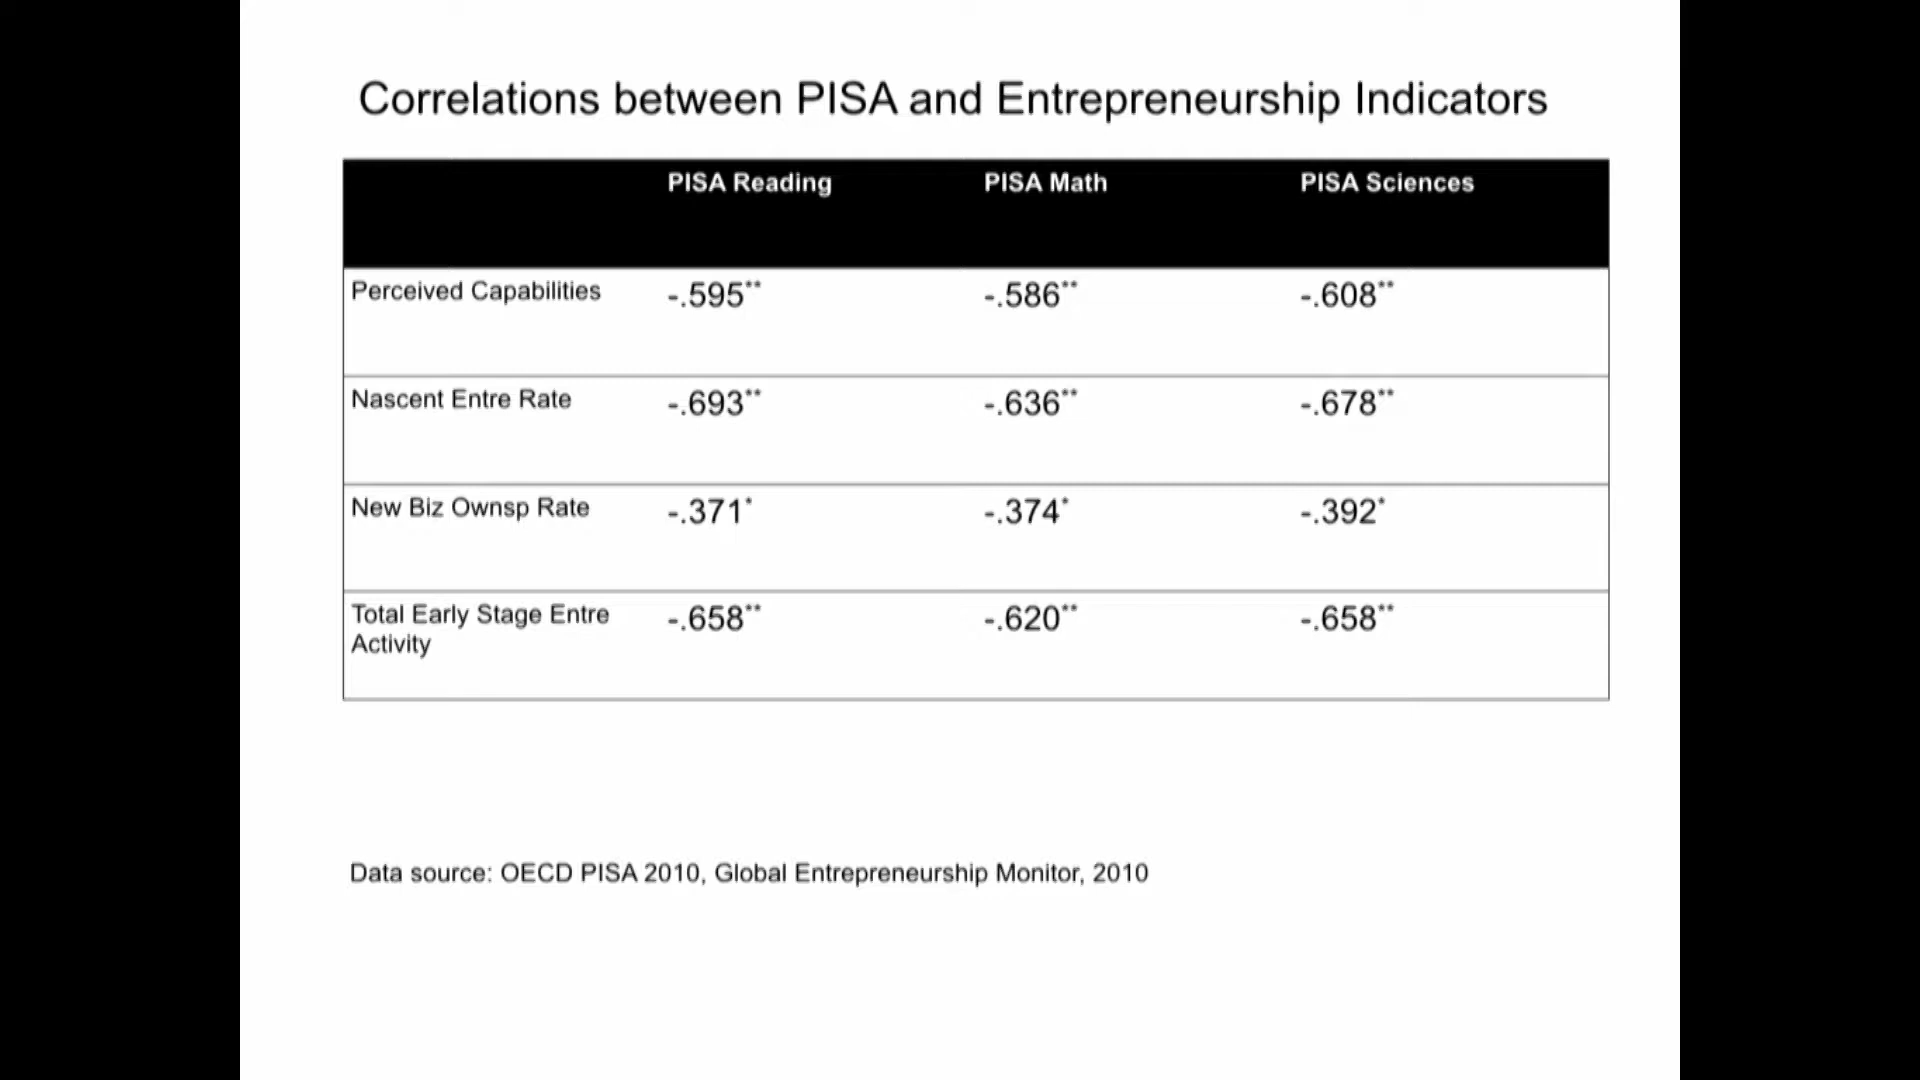 Correlations between PISA and Entrepreneurship Indicators
PISA Reading PISA Math PISA Sciences
Perceived Capabilities -.595** -.586** -.608**
Nascent Entre Rate -.693** -.636** -.678**
New Biz Ownsp Rate -.371* -.374* -.392*
Total Early Stage Entre -.658** -.620** -.658**
Activity
Data source: OECD PISA 2010, Global Entrepreneurship Monitor, 2010